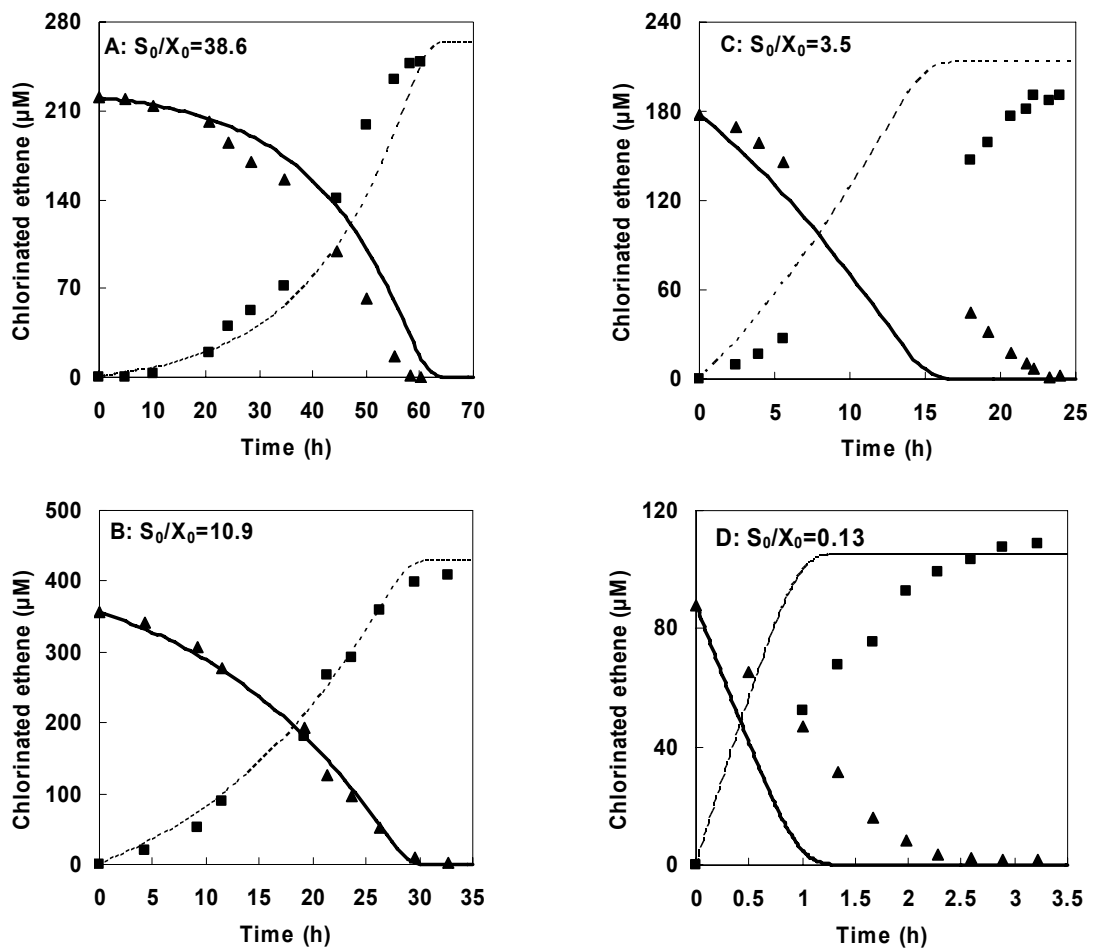 A: S₀/X₀=38.6
Chlorinated ethene (µM)
280
210
140
70
0
0 10 20 30 40 50 60 70
Time (h)
C: S₀/X₀=3.5
Chlorinated ethene (µM)
240
180
120
60
0
0 5 10 15 20 25
Time (h)
B: S₀/X₀=10.9
Chlorinated ethene (µM)
500
400
300
200
100
0
0 5 10 15 20 25 30 35
Time (h)
D: S₀/X₀=0.13
Chlorinated ethene (µM)
120
80
40
0
0 0.5 1 1.5 2 2.5 3 3.5
Time (h)